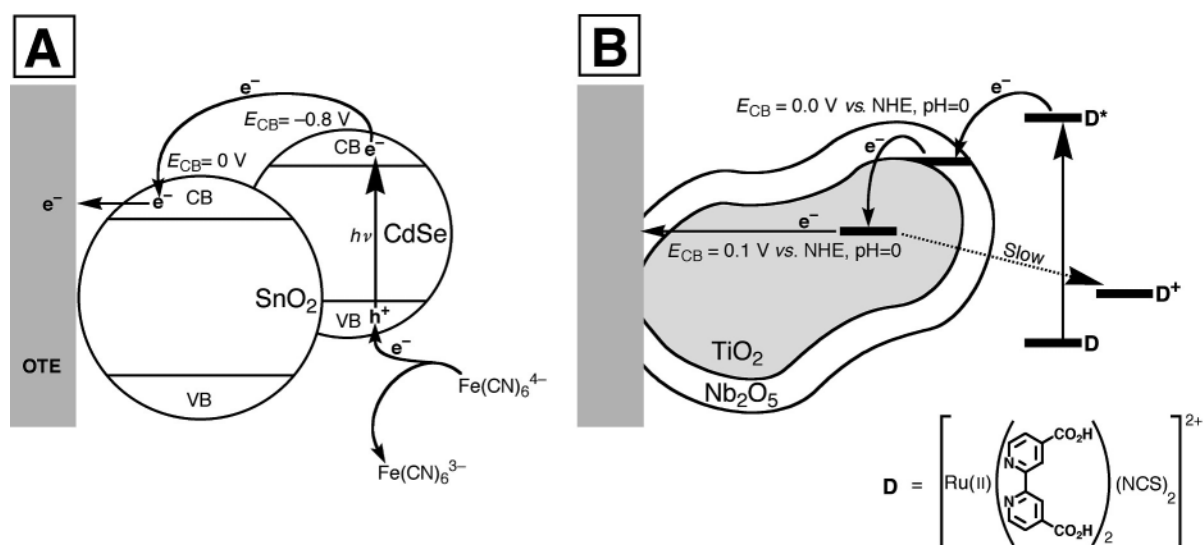 A
e⁻
E_CB = –0.8 V
CB e⁻
E_CB = 0 V
e⁻
e⁻
CB
hν
CdSe
SnO₂
VB
h⁺
e⁻
OTE
VB
Fe(CN)₆⁴⁻
Fe(CN)₆³⁻
B
e⁻
E_CB = 0.0 V vs. NHE, pH=0
D*
e⁻
e⁻
E_CB = 0.1 V vs. NHE, pH=0
Slow
D⁺
D
TiO₂
Nb₂O₅
CO₂H
N
D = [Ru(II)( )₂(NCS)₂]²⁺
N
CO₂H